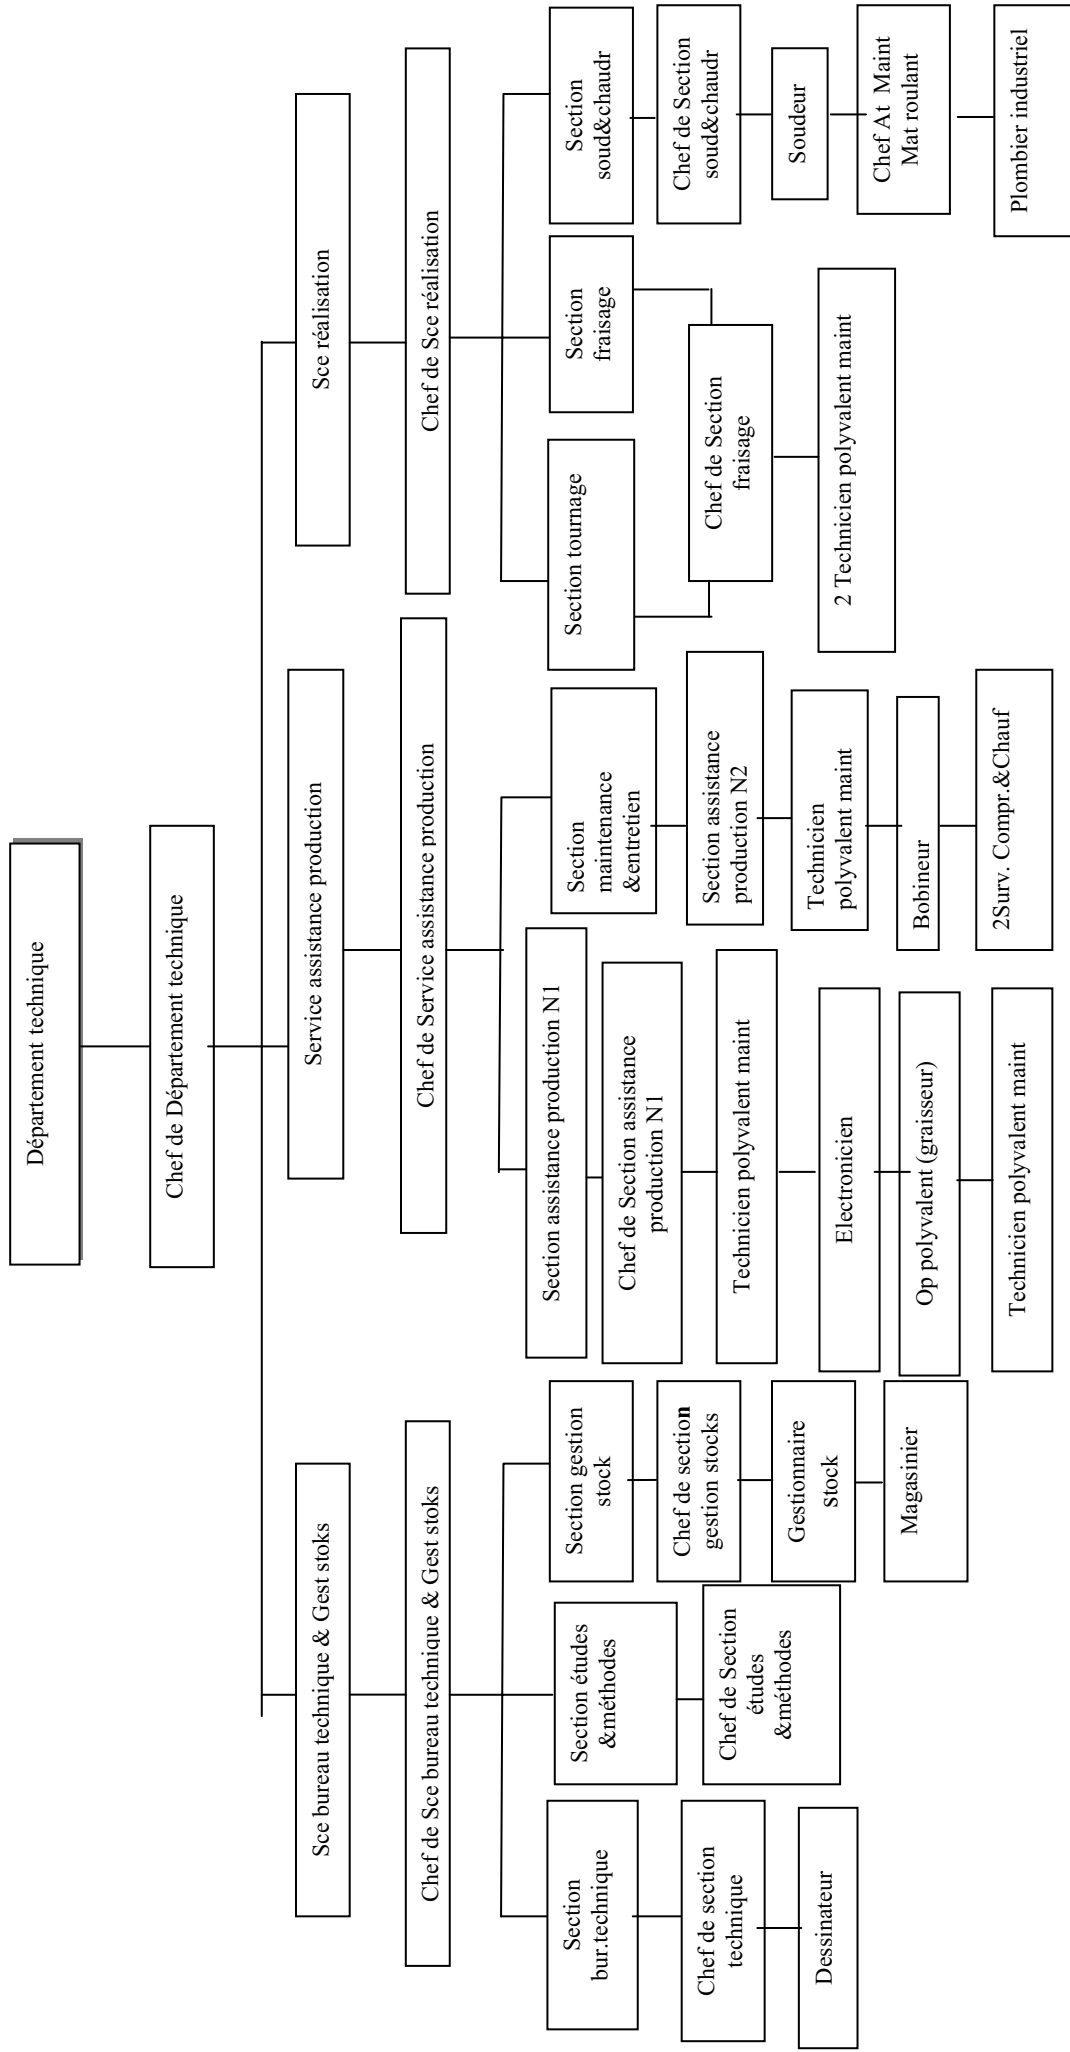 Département technique
Chef de Département technique
Sce bureau technique & Gest stoks
Service assistance production
Sce réalisation
Chef de Sce bureau technique & Gest stoks
Chef de Service assistance production
Chef de Sce réalisation
Section
bur.technique
Chef de section
technique
Dessinateur
Section études
&méthodes
Chef de Section
études
&méthodes
Section gestion
stock
Chef de section
gestion stocks
Gestionnaire
stock
Magasinier
Section assistance production N1
Chef de Section assistance
production N1
Technicien polyvalent maint
Electronicien
Op polyvalent (graisseur)
Technicien polyvalent maint
Section
maintenance
&entretien
Section assistance
production N2
Technicien
polyvalent maint
Bobineur
2Surv. Compr.&Chauf
Section tournage
Section
fraisage
Chef de Section
fraisage
2 Technicien polyvalent maint
Section
soud&chaudr
Chef de Section
soud&chaudr
Soudeur
Chef At Maint
Mat roulant
Plombier industriel